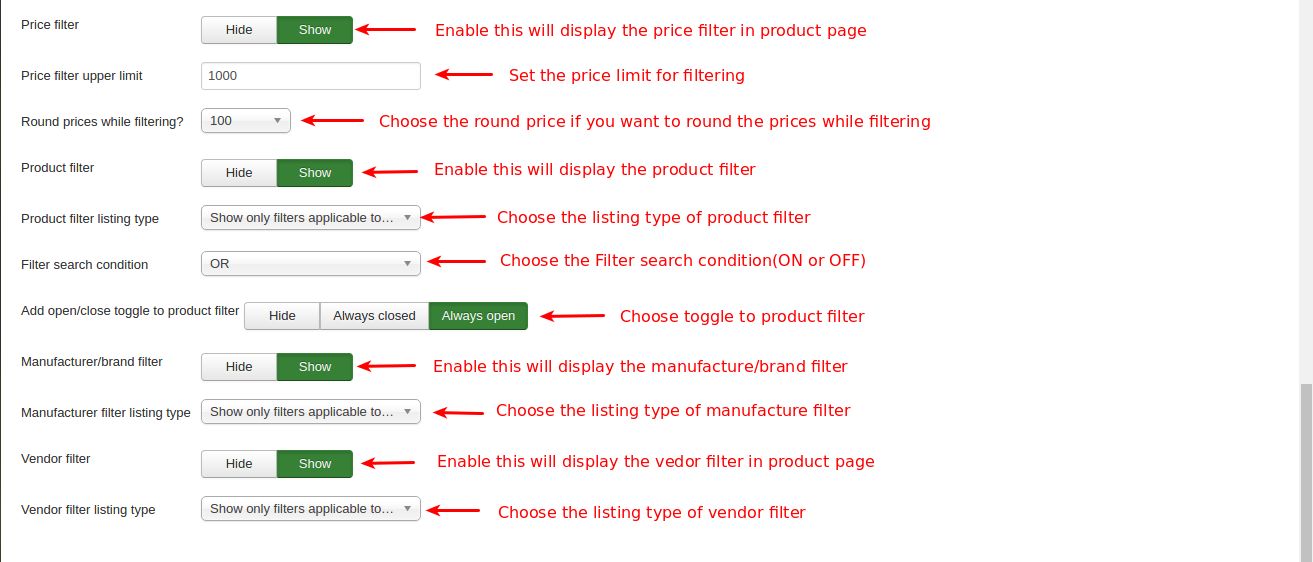 Price filter Hide Show Enable this will display the price filter in product page
Price filter upper limit 1000 Set the price limit for filtering
Round prices while filtering? 100 Choose the round price if you want to round the prices while filtering
Product filter Hide Show Enable this will display the product filter
Product filter listing type Show only filters applicable to... Choose the listing type of product filter
Filter search condition OR Choose the Filter search condition(ON or OFF)
Add open/close toggle to product filter Hide Always closed Always open Choose toggle to product filter
Manufacturer/brand filter Hide Show Enable this will display the manufacture/brand filter
Manufacturer filter listing type Show only filters applicable to... Choose the listing type of manufacture filter
Vendor filter Hide Show Enable this will display the vedor filter in product page
Vendor filter listing type Show only filters applicable to... Choose the listing type of vendor filter